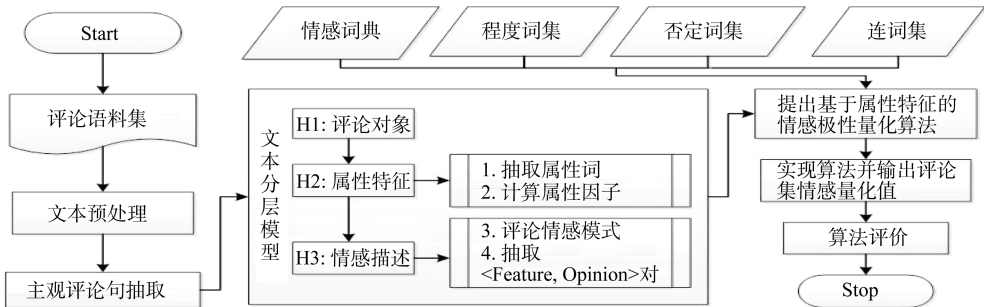 Start
评论语料集
文本预处理
主观评论句抽取
情感词典
程度词集
否定词集
连词集
文本分层模型
H1: 评论对象
H2: 属性特征
H3: 情感描述
1. 抽取属性词
2. 计算属性因子
3. 评论情感模式
4. 抽取
<Feature, Opinion>对
提出基于属性特征的
情感极性量化算法
实现算法并输出评论
集情感量化值
算法评价
Stop